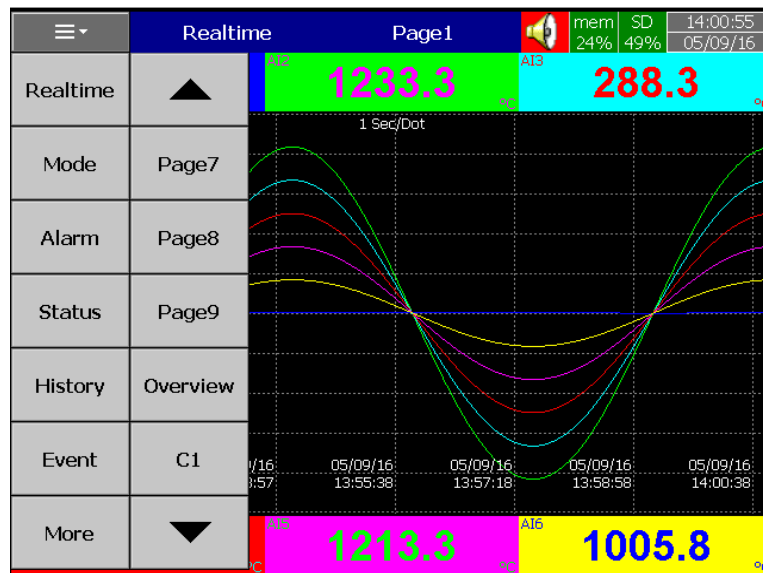 Realtime Page1 mem SD 14:00:55
24% 49% 05/09/16
Realtime AI2 1233.3 °C AI3 288.3
1 Sec/Dot
Mode Page7
Alarm Page8
Status Page9
History Overview
Event C1
/16 05/09/16 05/09/16 05/09/16 05/09/16
:57 13:55:38 13:57:18 13:58:58 14:00:38
More AI5 1213.3 °C AI6 1005.8